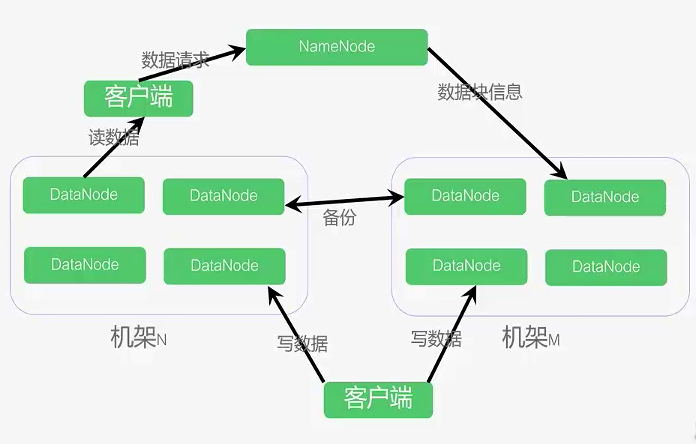 NameNode
数据请求
客户端
数据块信息
读数据
DataNode
DataNode
DataNode
DataNode
备份
DataNode
DataNode
DataNode
DataNode
机架N
机架M
写数据
写数据
客户端